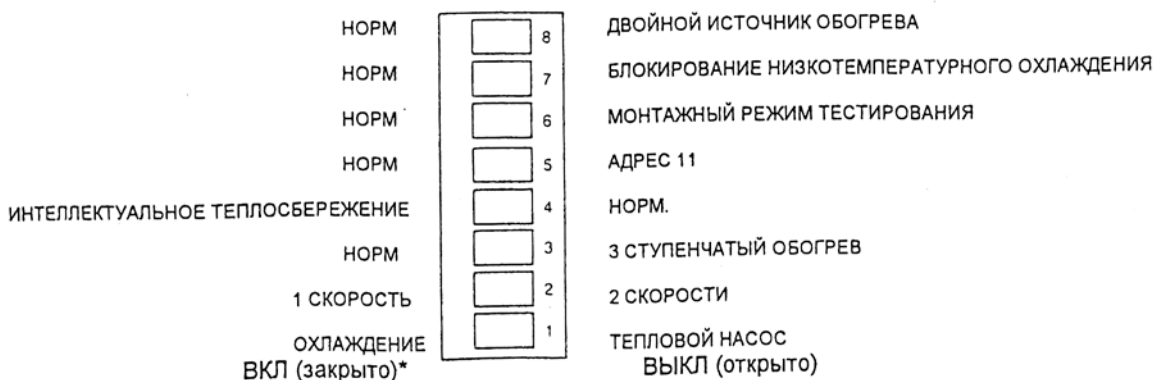 НОРМ 8 ДВОЙНОЙ ИСТОЧНИК ОБОГРЕВА
НОРМ 7 БЛОКИРОВАНИЕ НИЗКОТЕМПЕРАТУРНОГО ОХЛАЖДЕНИЯ
НОРМ 6 МОНТАЖНЫЙ РЕЖИМ ТЕСТИРОВАНИЯ
НОРМ 5 АДРЕС 11
ИНТЕЛЛЕКТУАЛЬНОЕ ТЕПЛОСБЕРЕЖЕНИЕ 4 НОРМ.
НОРМ 3 3 СТУПЕНЧАТЫЙ ОБОГРЕВ
1 СКОРОСТЬ 2 2 СКОРОСТИ
ОХЛАЖДЕНИЕ 1 ТЕПЛОВОЙ НАСОС
ВКЛ (закрыто)* ВЫКЛ (открыто)